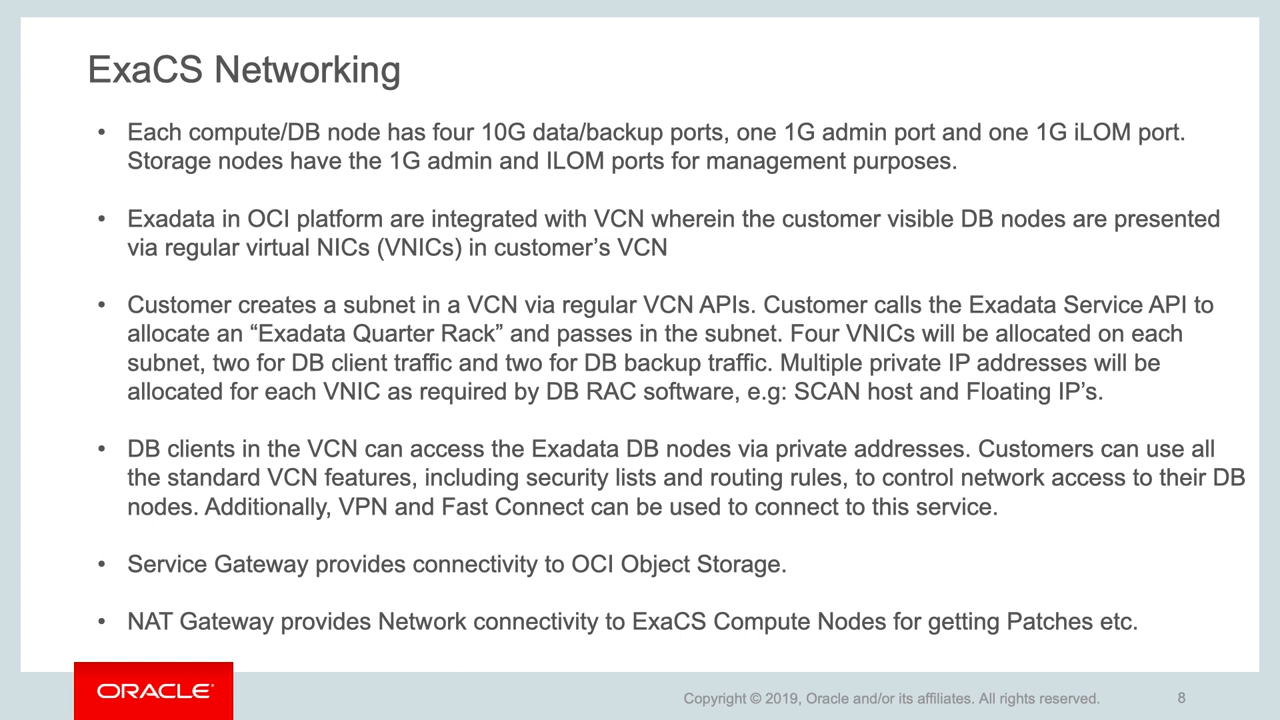 ExaCS Networking
• Each compute/DB node has four 10G data/backup ports, one 1G admin port and one 1G iLOM port.
Storage nodes have the 1G admin and ILOM ports for management purposes.
• Exadata in OCI platform are integrated with VCN wherein the customer visible DB nodes are presented
via regular virtual NICs (VNICs) in customer’s VCN
• Customer creates a subnet in a VCN via regular VCN APIs. Customer calls the Exadata Service API to
allocate an “Exadata Quarter Rack” and passes in the subnet. Four VNICs will be allocated on each
subnet, two for DB client traffic and two for DB backup traffic. Multiple private IP addresses will be
allocated for each VNIC as required by DB RAC software, e.g: SCAN host and Floating IP’s.
• DB clients in the VCN can access the Exadata DB nodes via private addresses. Customers can use all
the standard VCN features, including security lists and routing rules, to control network access to their DB
nodes. Additionally, VPN and Fast Connect can be used to connect to this service.
• Service Gateway provides connectivity to OCI Object Storage.
• NAT Gateway provides Network connectivity to ExaCS Compute Nodes for getting Patches etc.
ORACLE
Copyright © 2019, Oracle and/or its affiliates. All rights reserved. 8